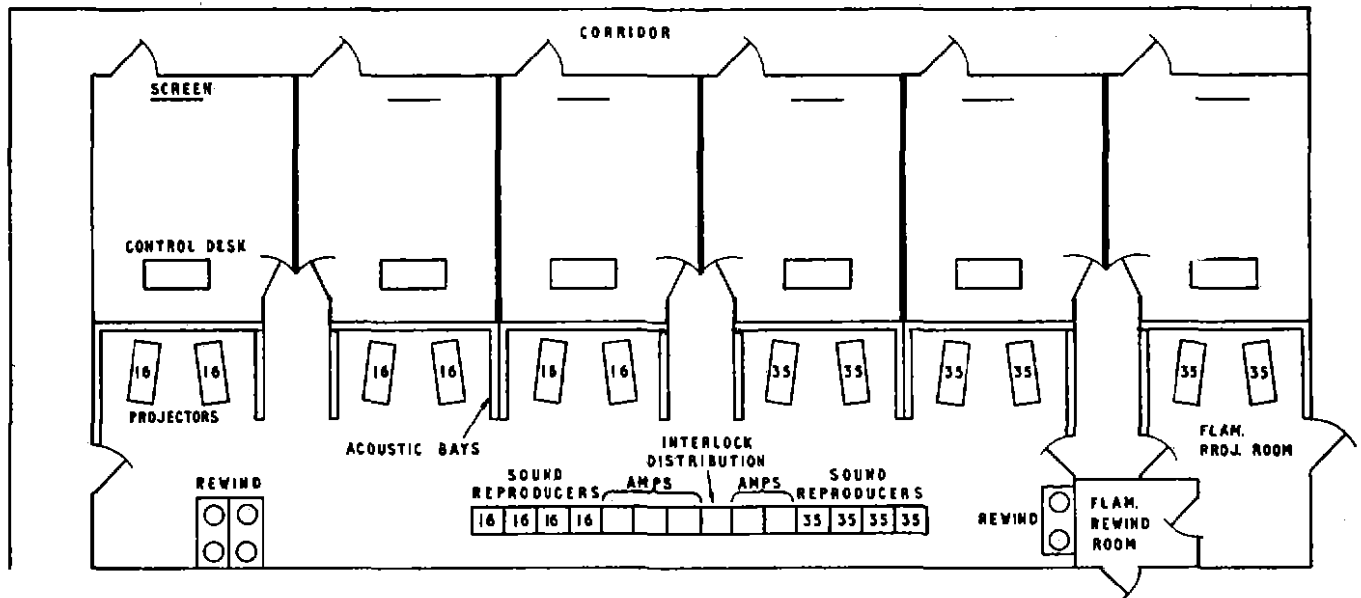 CORRIDOR
SCREEN
CONTROL DESK
16 16 16 16 16 16 35 35 35 35 35 35
PROJECTORS
ACOUSTIC BAYS
INTERLOCK
DISTRIBUTION
FLAM.
PROJ. ROOM
REWIND
SOUND
REPRODUCERS
AMPS
AMPS
SOUND
REPRODUCERS
16 16 16 16 35 35 35 35
REWIND
FLAM.
REWIND
ROOM